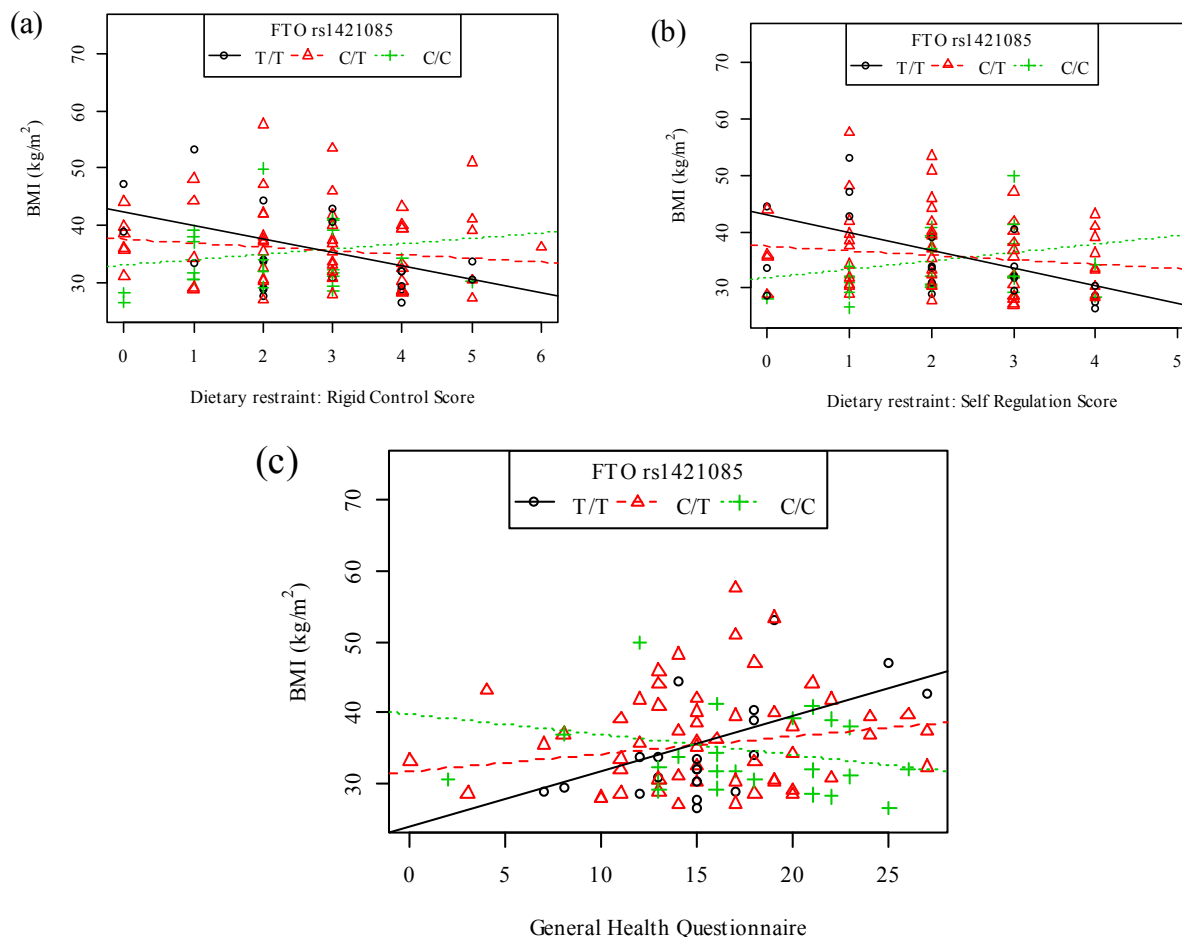 (a)
FTO rs1421085
T/T C/T C/C
BMI (kg/m²)
70
60
50
40
30
0 1 2 3 4 5 6
Dietary restraint: Rigid Control Score
(b)
FTO rs1421085
T/T C/T C/C
BMI (kg/m²)
70
60
50
40
30
0 1 2 3 4 5
Dietary restraint: Self Regulation Score
(c)
FTO rs1421085
T/T C/T C/C
BMI (kg/m²)
70
60
50
40
30
0 5 10 15 20 25
General Health Questionnaire